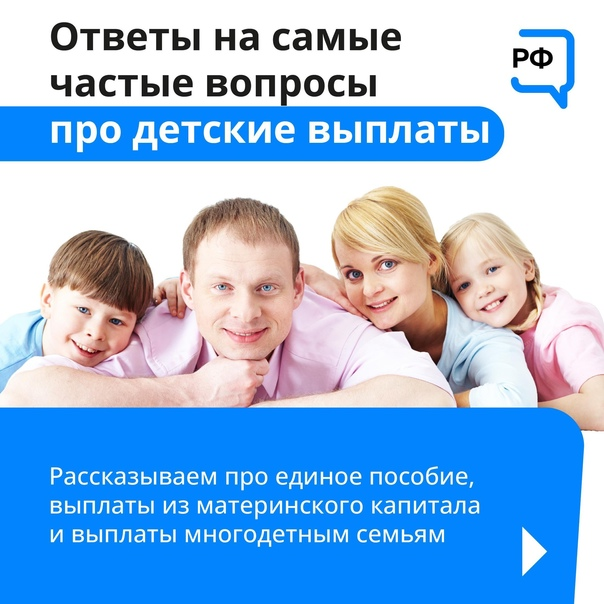 Ответы на самые
частые вопросы
про детские выплаты
РФ
Рассказываем про единое пособие,
выплаты из материнского капитала
и выплаты многодетным семьям